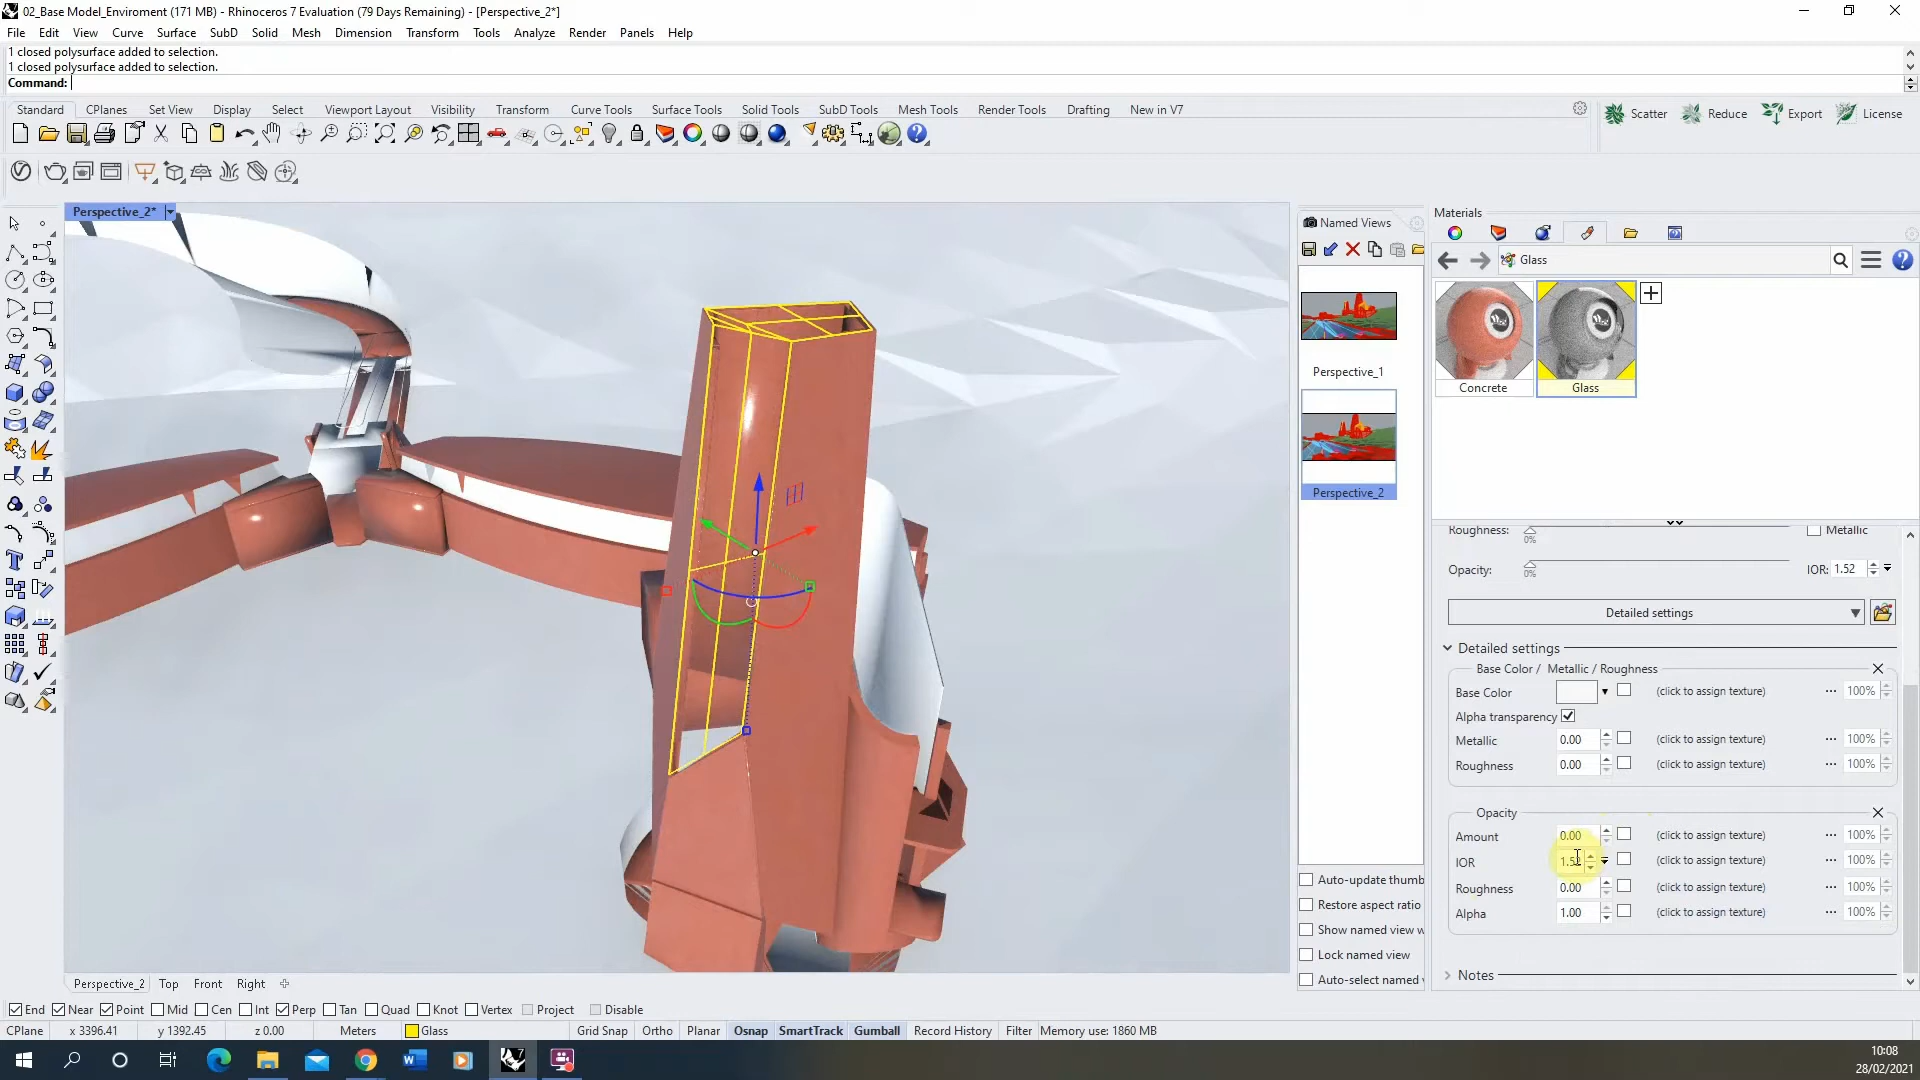 02_Base Model_Enviroment (171 MB) - Rhinoceros 7 Evaluation (79 Days Remaining) - [Perspective_2*]
File Edit View Curve Surface SubD Solid Mesh Dimension Transform Tools Analyze Render Panels Help
1 closed polysurface added to selection.
1 closed polysurface added to selection.
Command:
Standard CPlanes Set View Display Select Viewport Layout Visibility Transform Curve Tools Surface Tools Solid Tools SubD Tools Mesh Tools Render Tools Drafting New in V7
Scatter Reduce Export License
Perspective_2*
Named Views
Perspective_1
Perspective_2
Auto-update thumb
Restore aspect ratio
Show named view w
Lock named view
Auto-select named
Materials
Glass
Concrete
Glass
Roughness: 0% Metallic
Opacity: 0% IOR: 1.52
Detailed settings
Detailed settings
Base Color / Metallic / Roughness
Base Color (click to assign texture) ... 100%
Alpha transparency
Metallic 0.00 (click to assign texture) ... 100%
Roughness 0.00 (click to assign texture) ... 100%
Opacity
Amount 0.00 (click to assign texture) ... 100%
IOR 1.52 (click to assign texture) ... 100%
Roughness 0.00 (click to assign texture) ... 100%
Alpha 1.00 (click to assign texture) ... 100%
Notes
Perspective_2 Top Front Right
End Near Point Mid Cen Int Perp Tan Quad Knot Vertex Project Disable
CPlane x 3396.41 y 1392.45 z 0.00 Meters Glass Grid Snap Ortho Planar Osnap SmartTrack Gumball Record History Filter Memory use: 1860 MB
10:08
28/02/2021